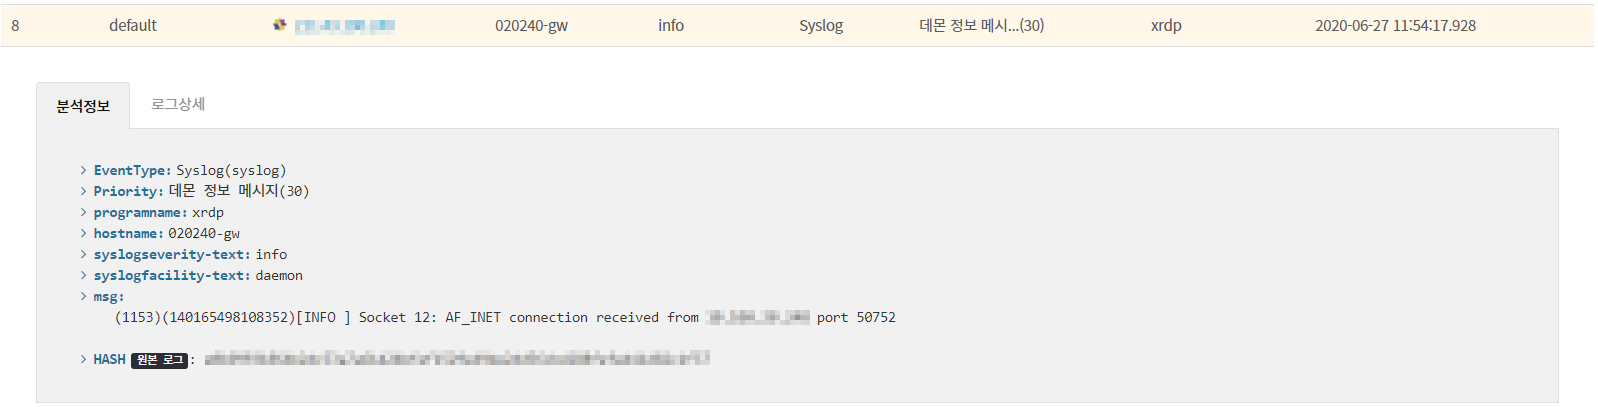 8 default 020240-gw info Syslog 데몬 정보 메시...(30) xrdp 2020-06-27 11:54:17.928
분석정보 로그상세
> EventType: Syslog(syslog)
> Priority: 데몬 정보 메시지(30)
> programname: xrdp
> hostname: 020240-gw
> syslogseverity-text: info
> syslogfacility-text: daemon
> msg:
(1153)(140165498108352)[INFO ] Socket 12: AF_INET connection received from port 50752
> HASH 원본 로그 :